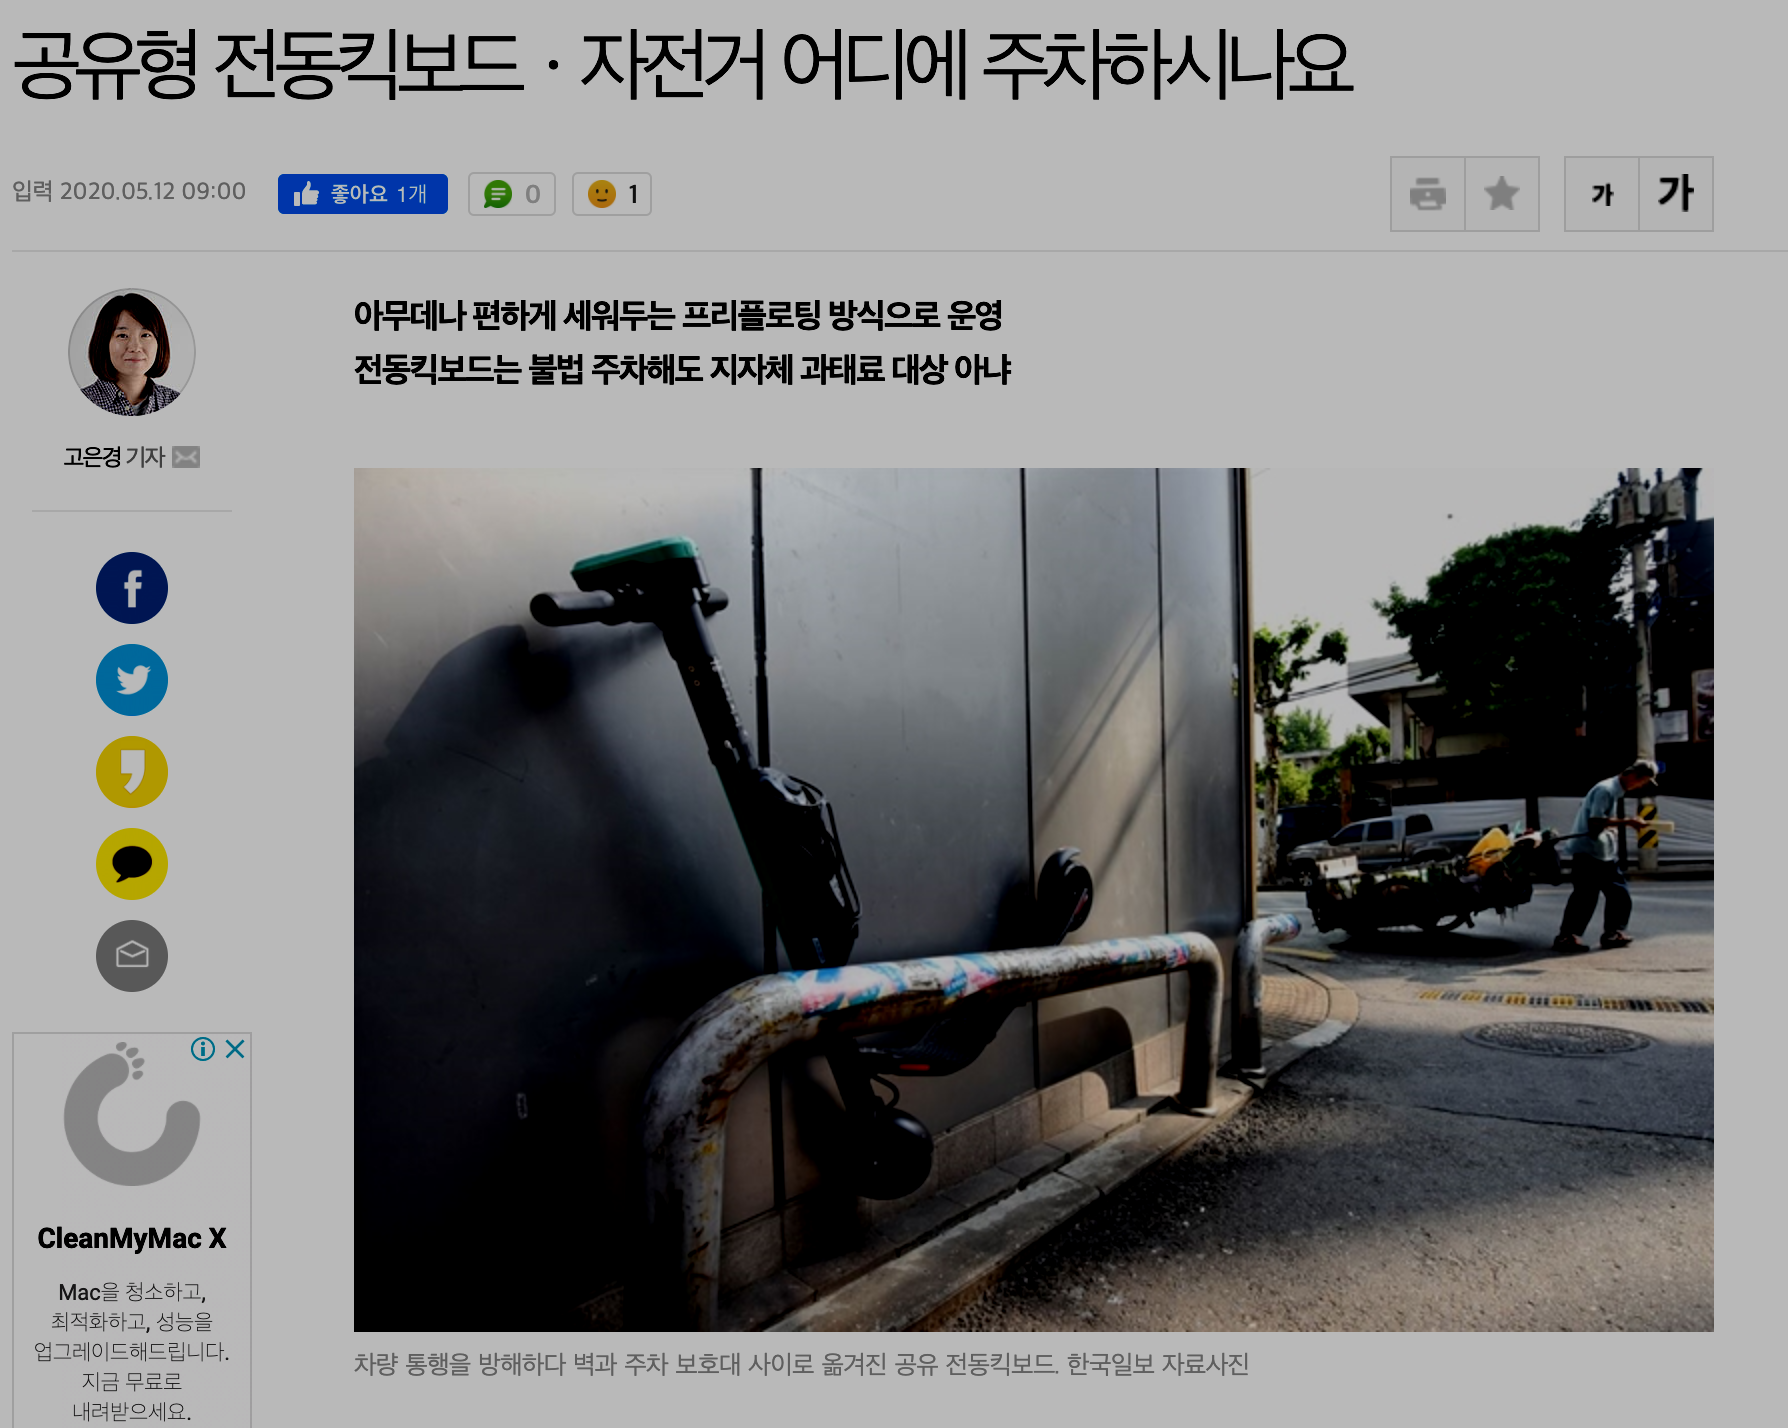 공유형 전동킥보드·자전거 어디에 주차하시나요
입력 2020.05.12 09:00
좋아요 1개
0
1
가
가
아무데나 편하게 세워두는 프리플로팅 방식으로 운영
전동킥보드는 불법 주차해도 지자체 과태료 대상 아냐
고은경 기자
차량 통행을 방해하다 벽과 주차 보호대 사이로 옮겨진 공유 전동킥보드. 한국일보 자료사진
CleanMyMac X
Mac을 청소하고,
최적화하고, 성능을
업그레이드해드립니다.
지금 무료로
내려받으세요.